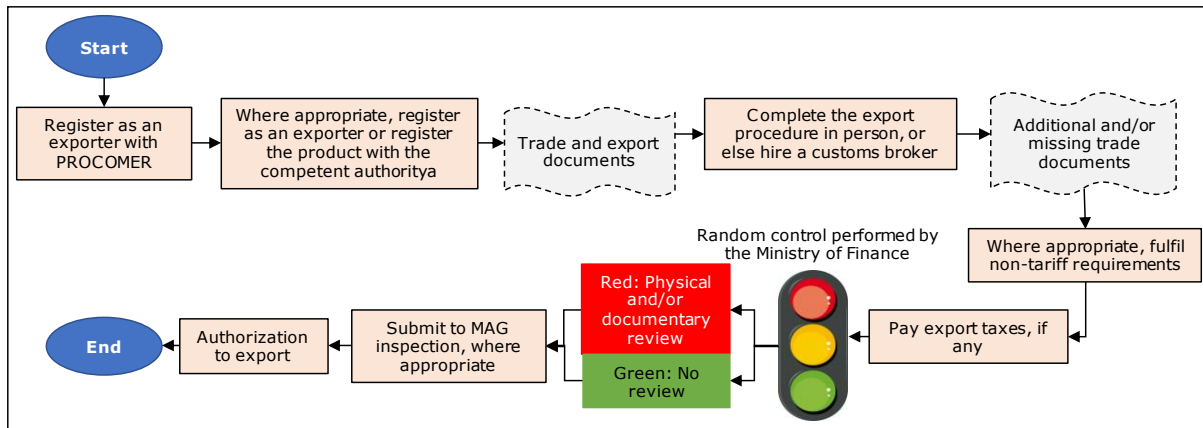 Start
Register as an
exporter with
PROCOMER
Where appropriate, register
as an exporter or register
the product with the
competent authoritya
Trade and export
documents
Complete the export
procedure in person, or
else hire a customs broker
Additional and/or
missing trade
documents
Where appropriate, fulfil
non-tariff requirements
Pay export taxes, if
any
Random control performed by
the Ministry of Finance
Red: Physical
and/or
documentary
review
Green: No
review
Submit to MAG
inspection, where
appropriate
Authorization
to export
End